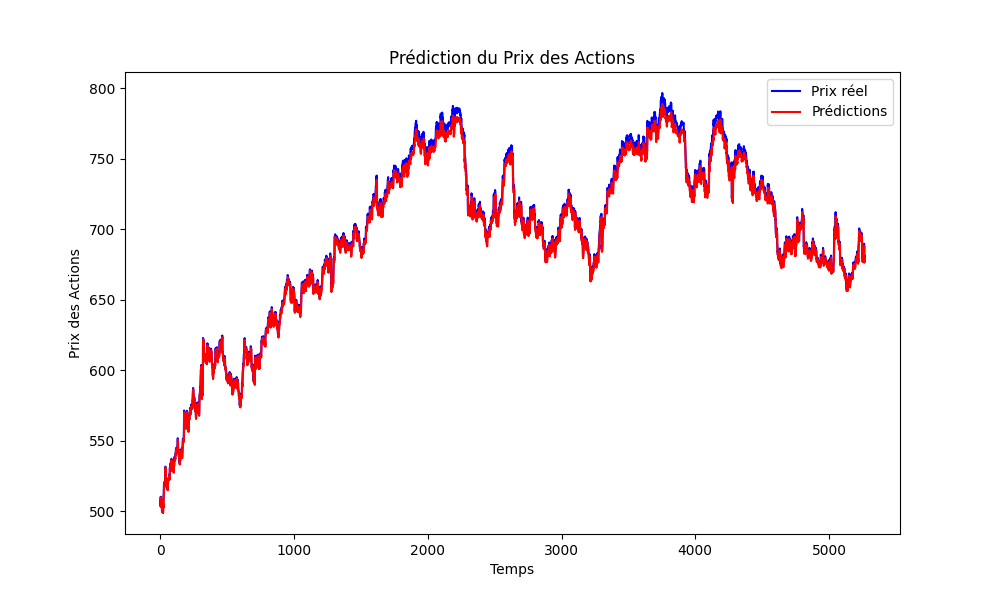 Prédiction du Prix des Actions
Prix réel
Prédictions
Prix des Actions
800
750
700
650
600
550
500
0
1000
2000
3000
4000
5000
Temps